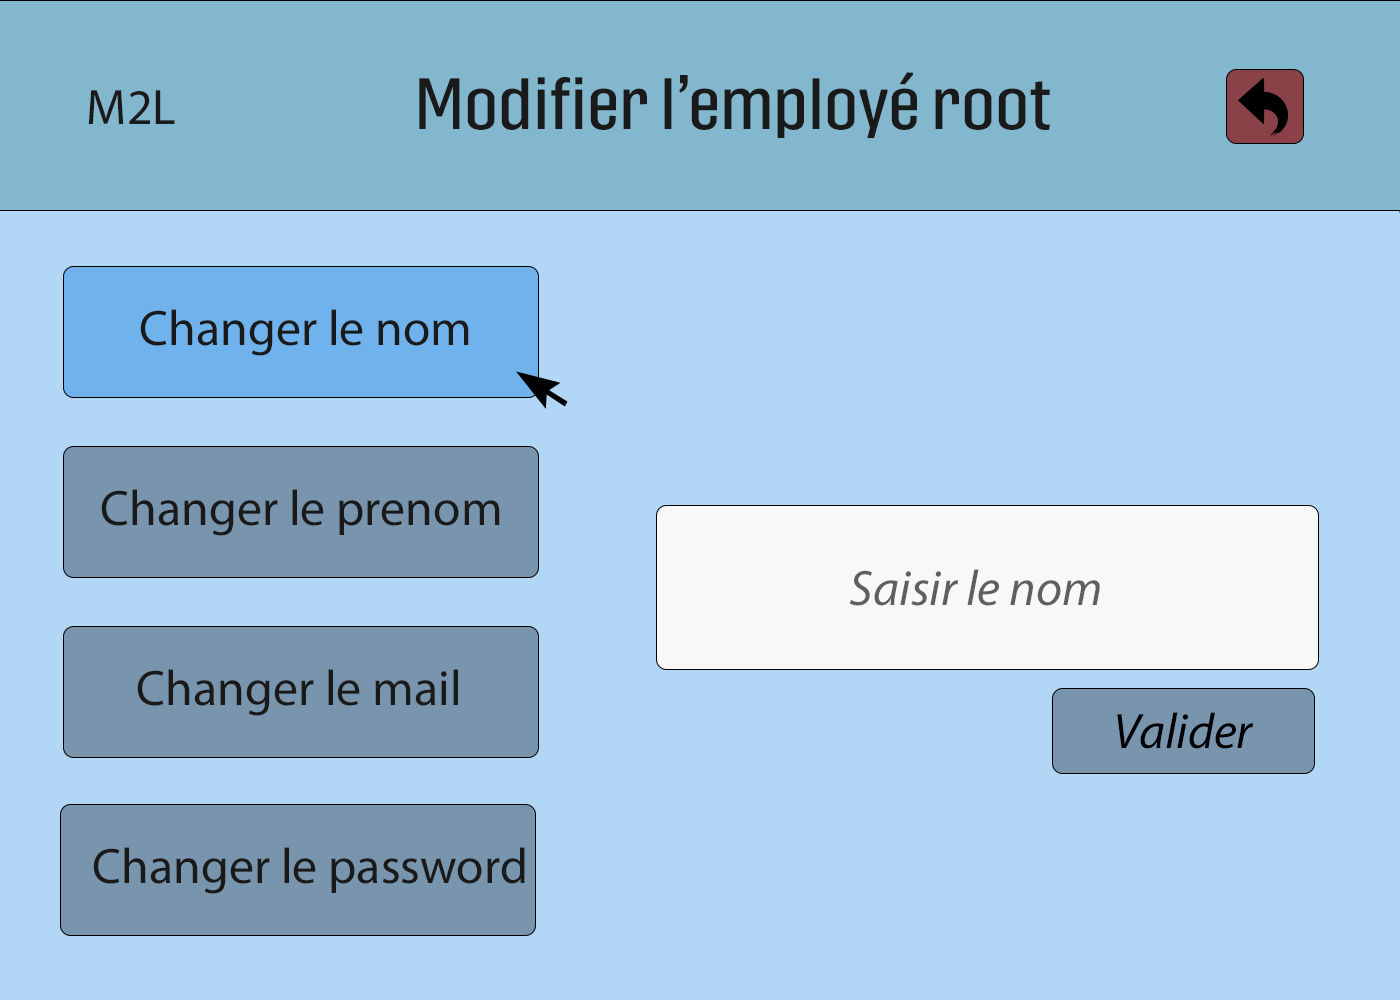 M2L
Modifier l’employé root
Changer le nom
Changer le prenom
Changer le mail
Changer le password
Saisir le nom
Valider